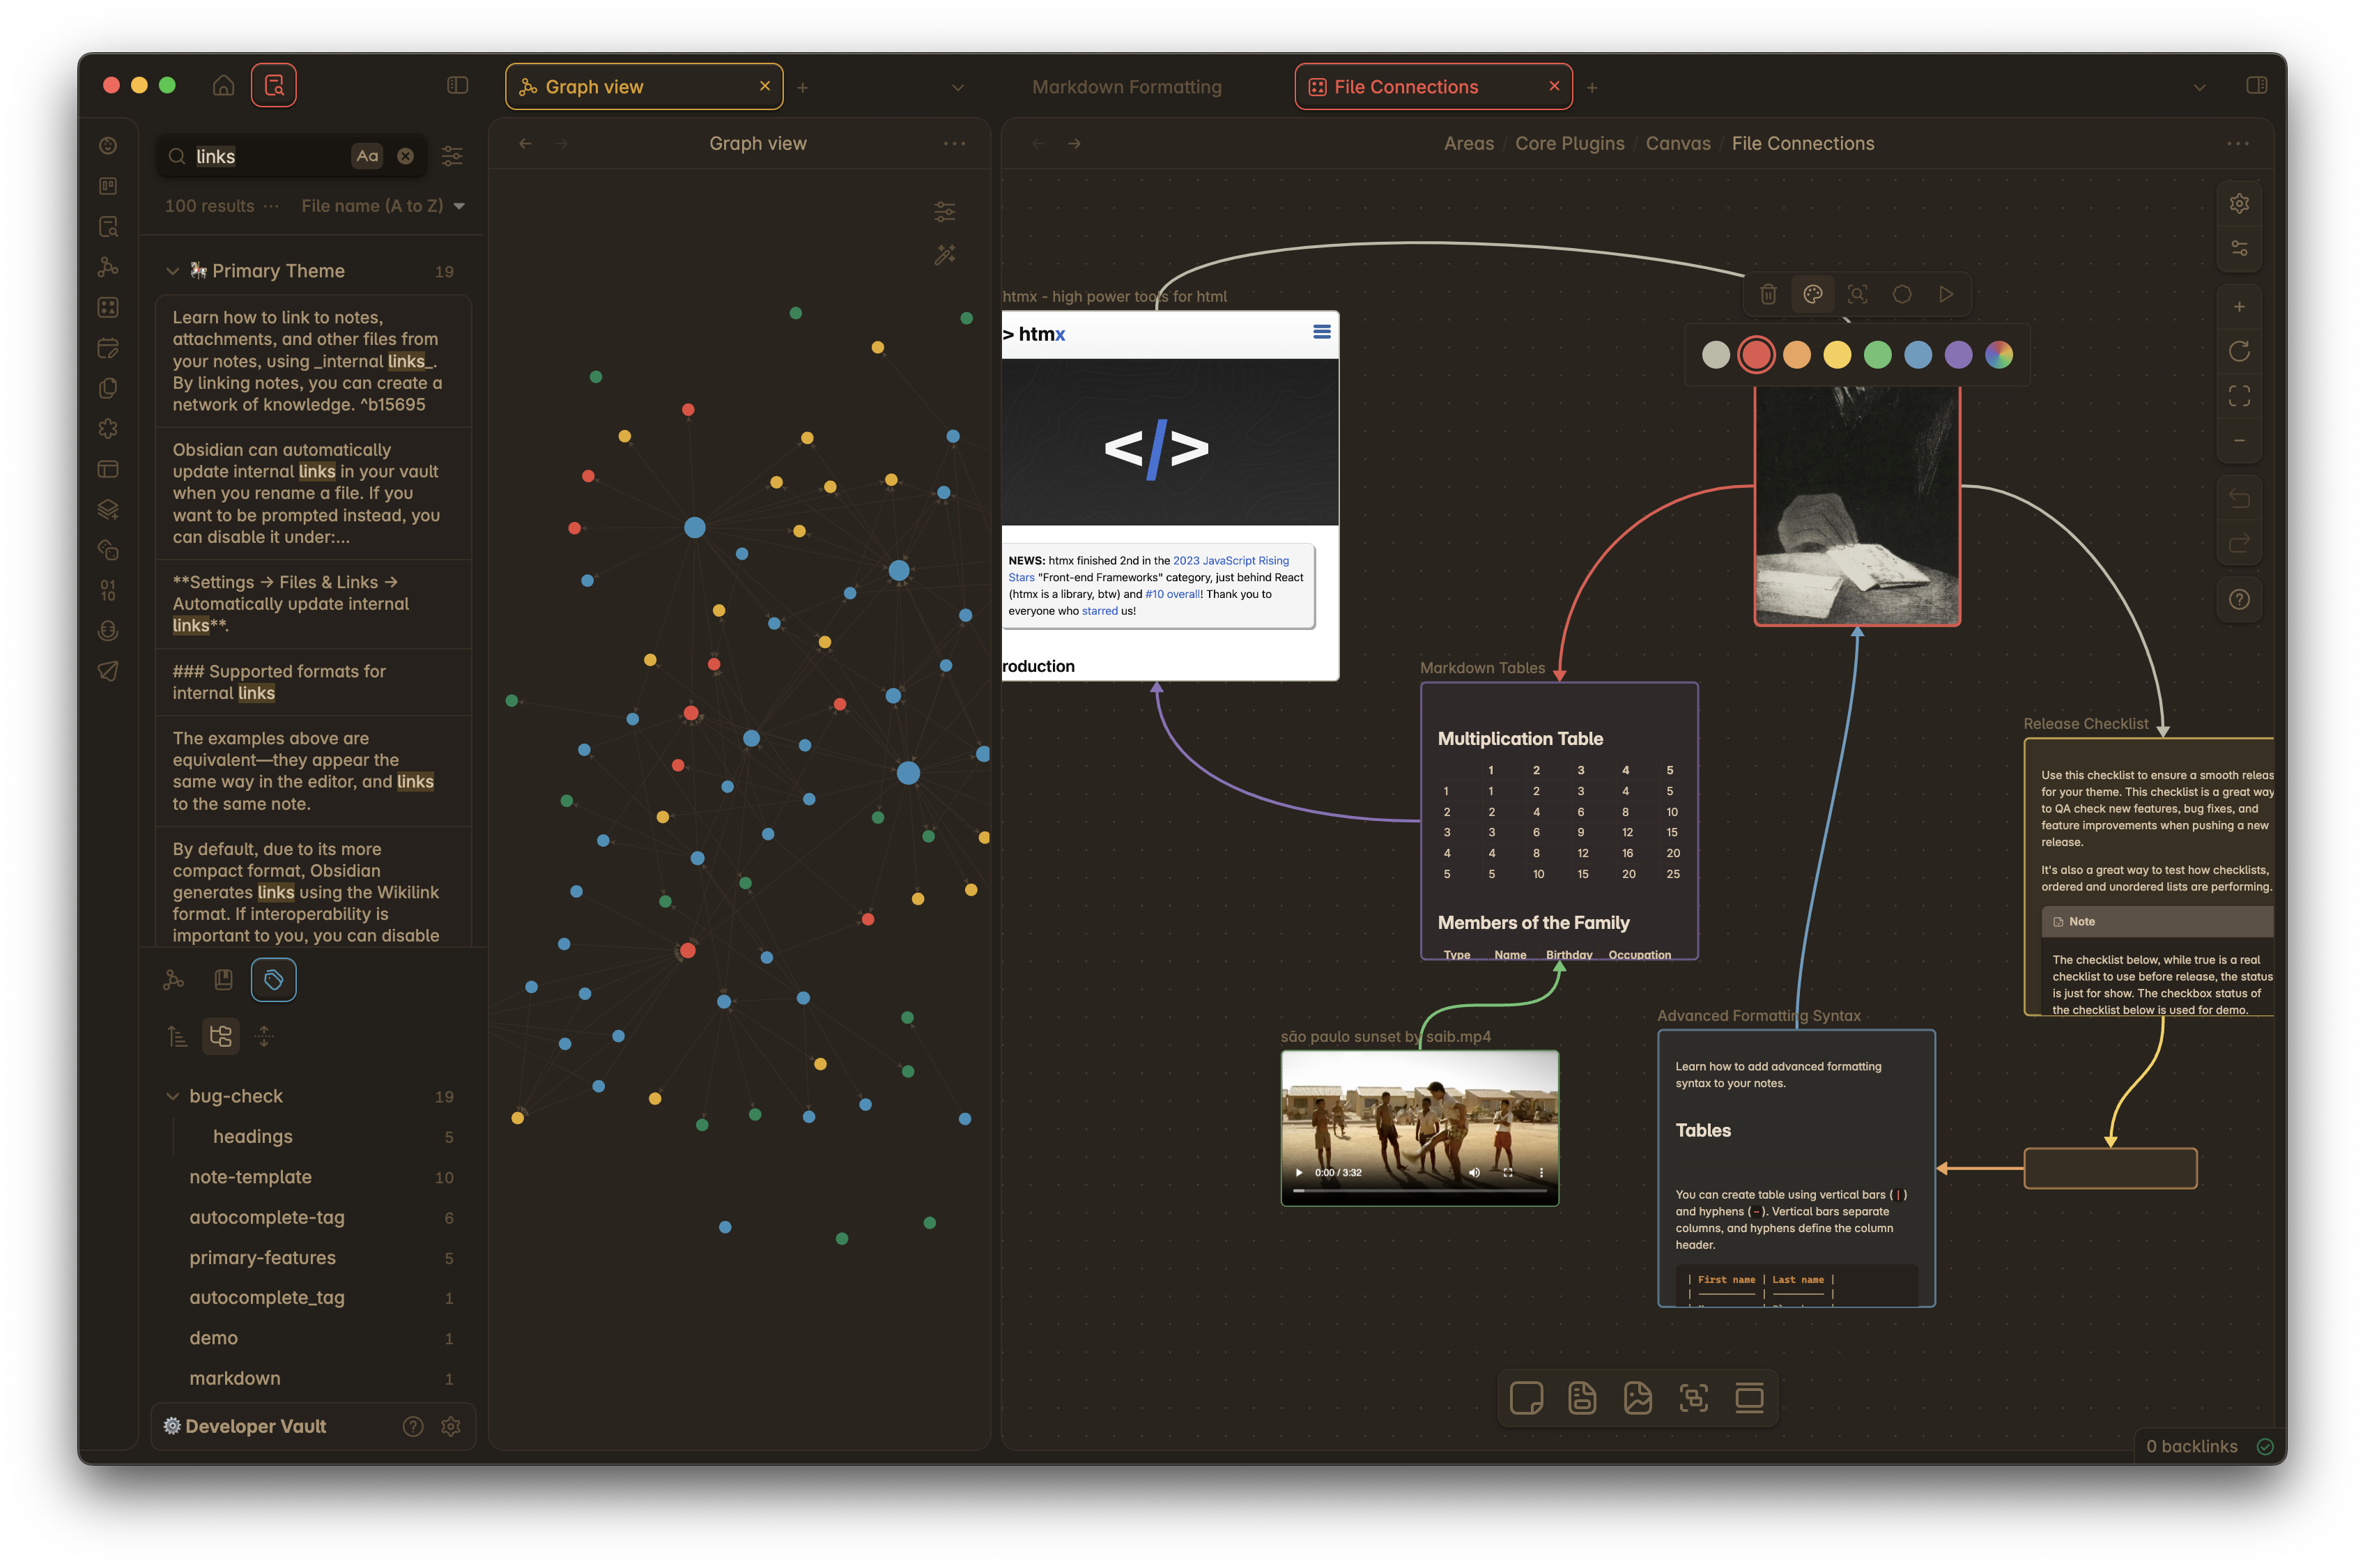 Graph view
Markdown Formatting
File Connections
links
Aa
100 results
File name (A to Z)
Primary Theme 19
Learn how to link to notes,
attachments, and other files from
your notes, using _internal links_.
By linking notes, you can create a
network of knowledge. ^b15695
Obsidian can automatically
update internal links in your vault
when you rename a file. If you
want to be prompted instead, you
can disable it under:...
**Settings → Files & Links →
Automatically update internal
links**.
### Supported formats for
internal links
The examples above are
equivalent—they appear the
same way in the editor, and links
to the same note.
By default, due to its more
compact format, Obsidian
generates links using the Wikilink
format. If interoperability is
important to you, you can disable
01
10
bug-check 19
headings 5
note-template 10
autocomplete-tag 6
primary-features 5
autocomplete_tag 1
demo 1
markdown 1
Developer Vault
Graph view
Areas / Core Plugins / Canvas / File Connections
htmx - high power tools for html
> htmx
</>
NEWS: htmx finished 2nd in the 2023 JavaScript Rising
Stars "Front-end Frameworks" category, just behind React
(htmx is a library, btw) and #10 overall! Thank you to
everyone who starred us!
roduction
Markdown Tables
Multiplication Table
1 2 3 4 5
1 1 2 3 4 5
2 2 4 6 8 10
3 3 6 9 12 15
4 4 8 12 16 20
5 5 10 15 20 25
Members of the Family
Type Name Birthday Occupation
são paulo sunset by saib.mp4
0:00 / 3:32
Advanced Formatting Syntax
Learn how to add advanced formatting
syntax to your notes.
Tables
You can create table using vertical bars ( | )
and hyphens ( - ). Vertical bars separate
columns, and hyphens define the column
header.
| First name | Last name |
Release Checklist
Use this checklist to ensure a smooth releas
for your theme. This checklist is a great way
to QA check new features, bug fixes, and
feature improvements when pushing a new
release.
It's also a great way to test how checklists,
ordered and unordered lists are performing.
Note
The checklist below, while true is a real
checklist to use before release, the status
is just for show. The checkbox status of
the checklist below is used for demo.
0 backlinks